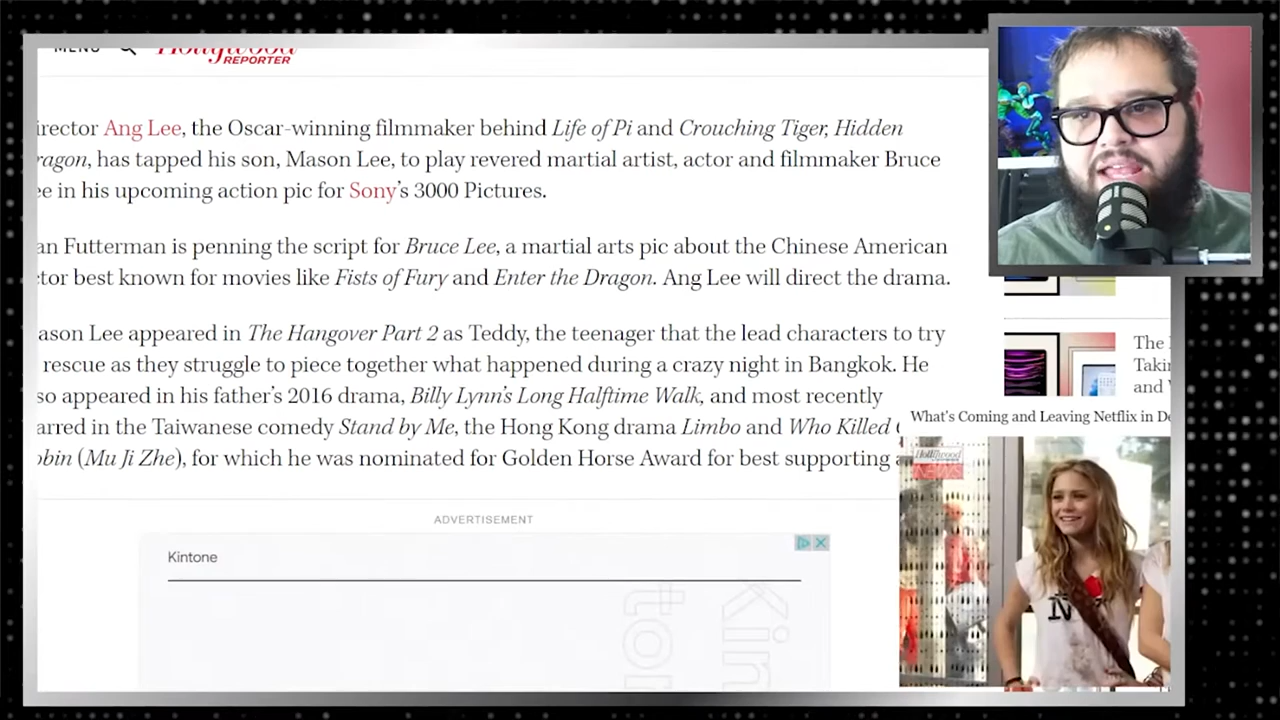 MENU
Hollywood
REPORTER
irector Ang Lee, the Oscar-winning filmmaker behind Life of Pi and Crouching Tiger, Hidden
ragon, has tapped his son, Mason Lee, to play revered martial artist, actor and filmmaker Bruce
ee in his upcoming action pic for Sony's 3000 Pictures.
an Futterman is penning the script for Bruce Lee, a martial arts pic about the Chinese American
ctor best known for movies like Fists of Fury and Enter the Dragon. Ang Lee will direct the drama.
ason Lee appeared in The Hangover Part 2 as Teddy, the teenager that the lead characters to try
rescue as they struggle to piece together what happened during a crazy night in Bangkok. He
so appeared in his father's 2016 drama, Billy Lynn's Long Halftime Walk, and most recently
arred in the Taiwanese comedy Stand by Me, the Hong Kong drama Limbo and Who Killed
obin (Mu Ji Zhe), for which he was nominated for Golden Horse Award for best supporting
The
Takin
and
What's Coming and Leaving Netflix in De
Hollywood
REPORTER
NEWS
N
ADVERTISEMENT
Kintone
Kin
tor